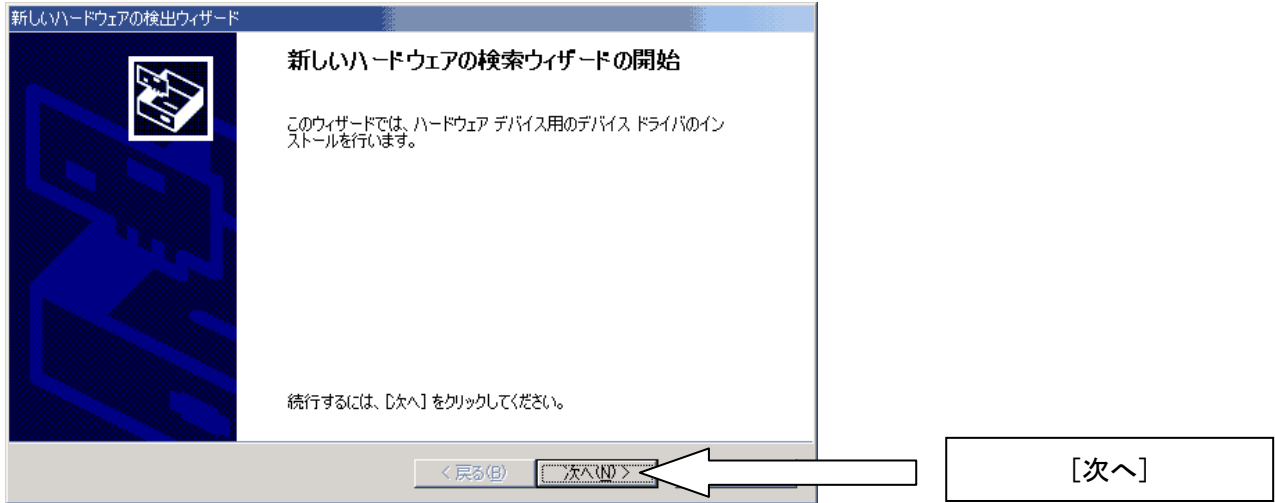 新しいハードウェアの検出ウィザード
新しいハードウェアの検索ウィザードの開始
このウィザードでは、ハードウェア デバイス用のデバイス ドライバのイン
ストールを行います。
続行するには、[次へ] をクリックしてください。
< 戻る(B)
次へ(N) >
[次へ]